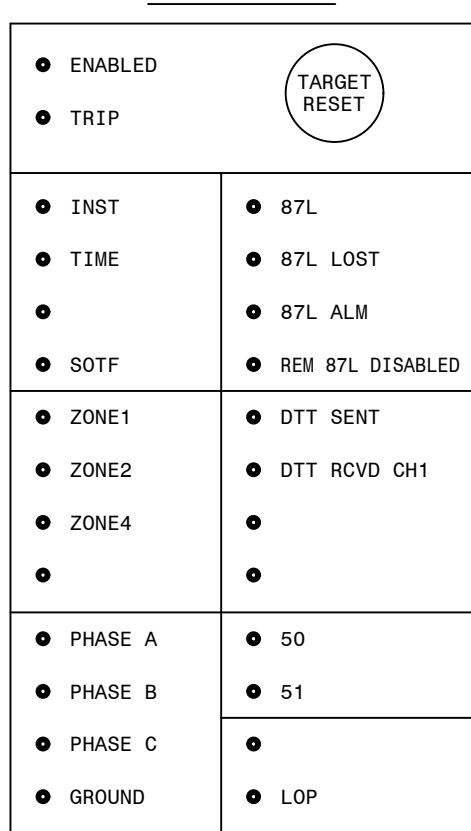 ENABLED
TRIP
TARGET
RESET
INST
TIME
SOTF
87L
87L LOST
87L ALM
REM 87L DISABLED
ZONE1
ZONE2
ZONE4
DTT SENT
DTT RCVD CH1
PHASE A
PHASE B
PHASE C
GROUND
50
51
LOP